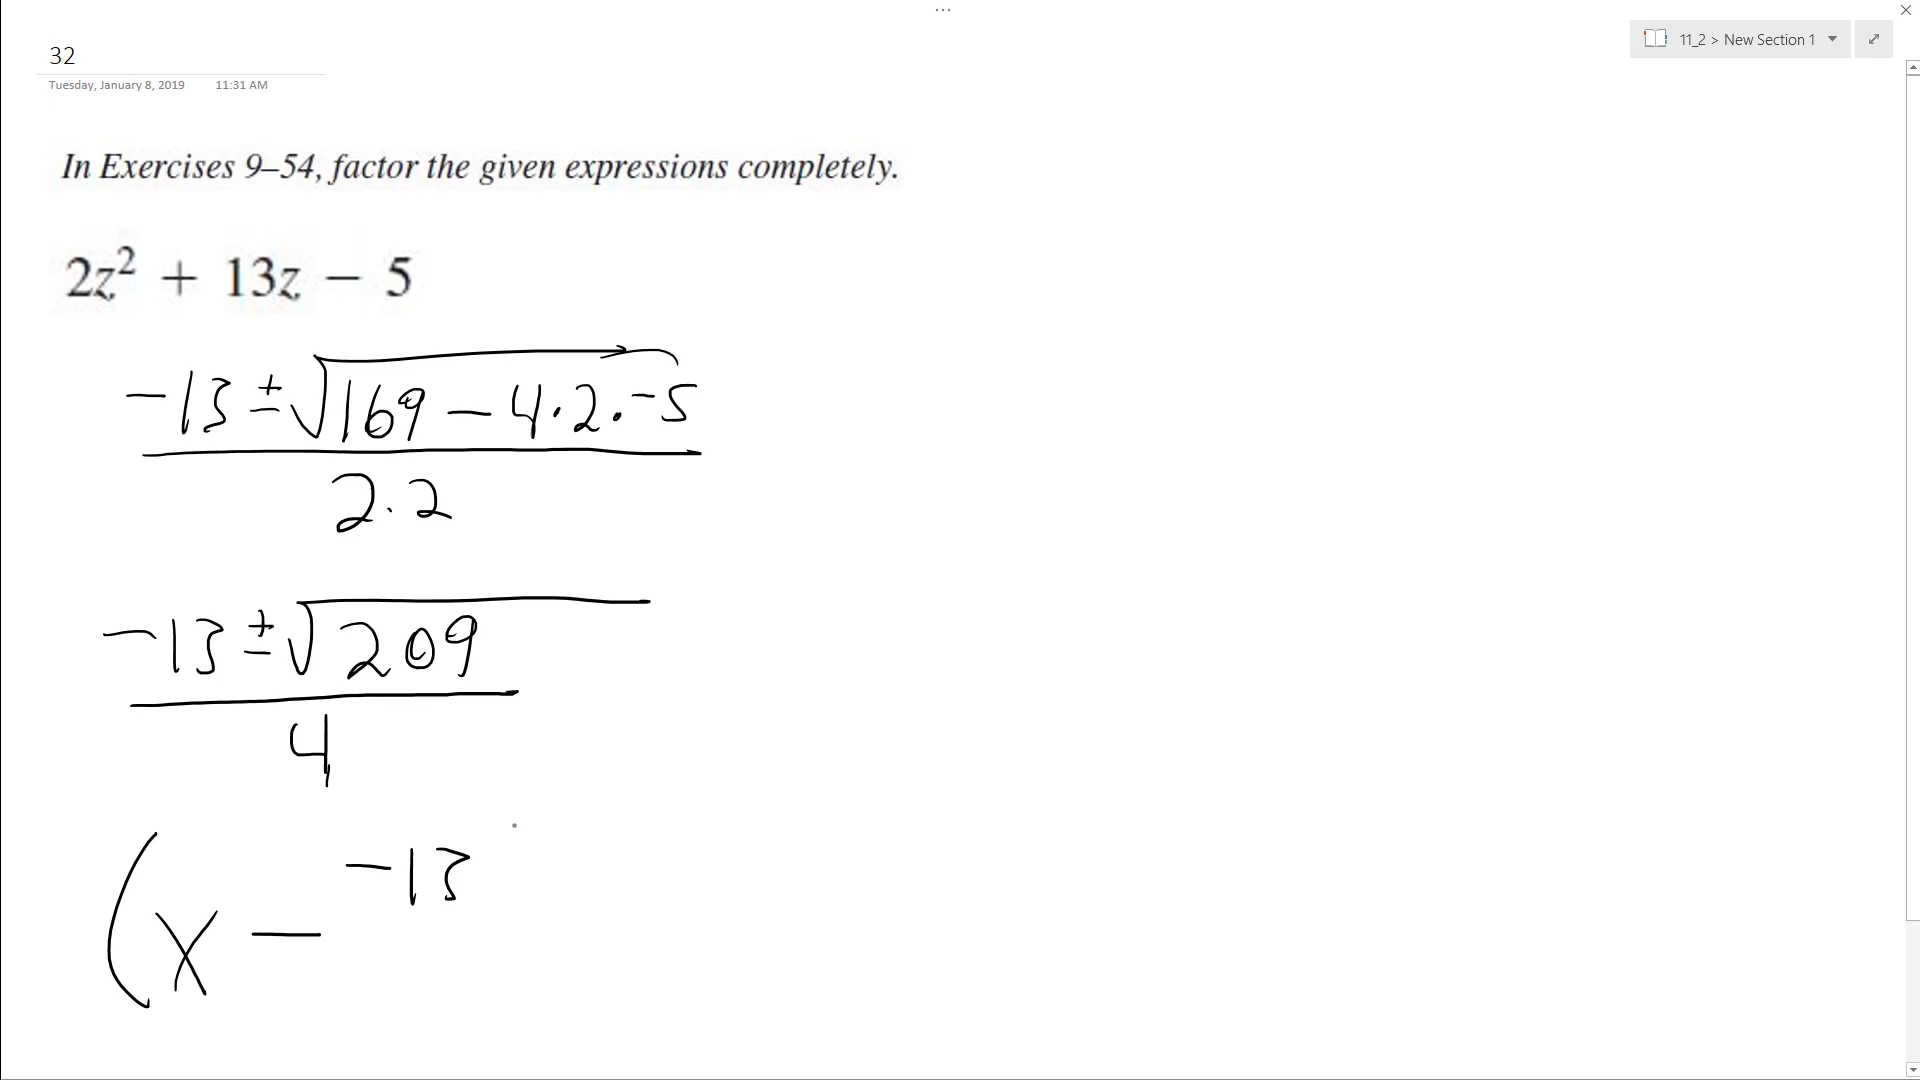 ...
11_2 > New Section 1
32
Tuesday, January 8, 2019 11:31 AM
In Exercises 9–54, factor the given expressions completely.
2z² + 13z − 5
−13 ± √169 − 4·2·−5
2·2
−13 ± √209
4
(x − −13